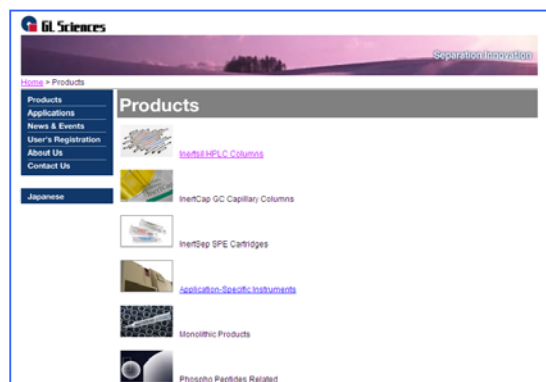 GL Sciences
Separation Innovation
Home > Products
Products
Applications
News & Events
User's Registration
About Us
Contact Us
Japanese
Products
Inertsil HPLC Columns
InertCap GC Capillary Columns
InertSep SPE Cartridges
Application-Specific Instruments
Monolithic Products
Phospho Peptides Related